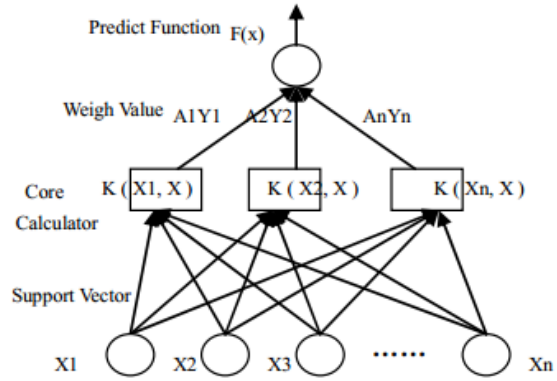 Predict Function F(x)
Weigh Value A1Y1 A2Y2 AnYn
Core K ( X1, X ) K ( X2, X ) K ( Xn, X )
Calculator
Support Vector
X1 X2 X3 ...... Xn